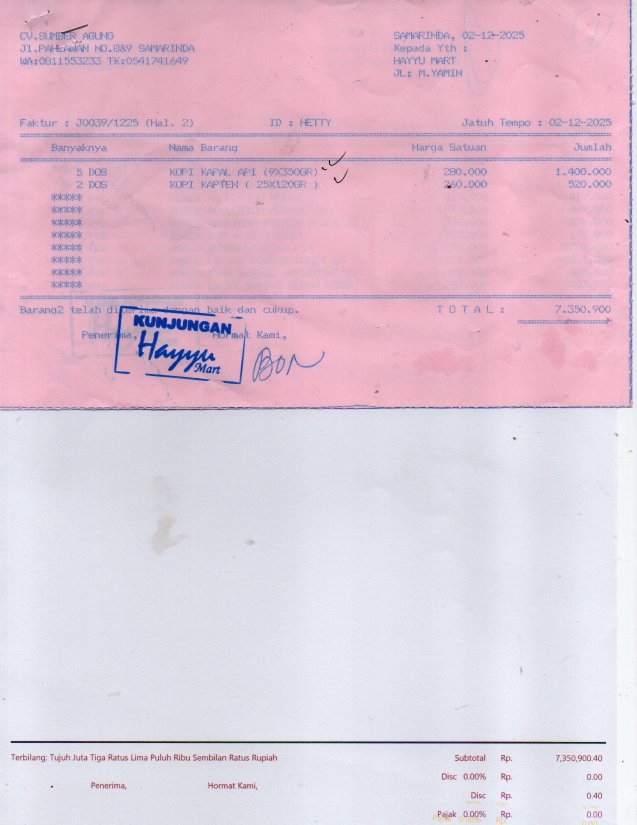 CV.SUMBER AGUNG
Jl.PAHLAWAN NO.8&9 SAMARINDA
WA:0811553233 TK:0541741649
SAMARINDA, 02-12-2025
Kepada Yth :
HAYYU MART
JL: M.YAMIN
Faktur : J0039/1225 (Hal. 2) ID : HETTY Jatuh Tempo : 02-12-2025
Banyaknya Nama Barang Harga Satuan Jumlah
5 DOS KOPI KAPAL API (9X350GR) 280.000 1.400.000
2 DOS KOPI KAPTEN ( 25X120GR ) 260.000 520.000
*****
*****
*****
*****
*****
*****
*****
*****
Barang2 telah diterima dengan baik dan cukup. T O T A L : 7.350.900
Penerima, Hormat Kami,
KUNJUNGAN
Hayyu
Mart
BON
Terbilang: Tujuh Juta Tiga Ratus Lima Puluh Ribu Sembilan Ratus Rupiah Subtotal Rp. 7,350,900.40
Disc 0.00% Rp. 0.00
Penerima, Hormat Kami,
Disc Rp. 0.40
Pajak 0.00% Rp. 0.00